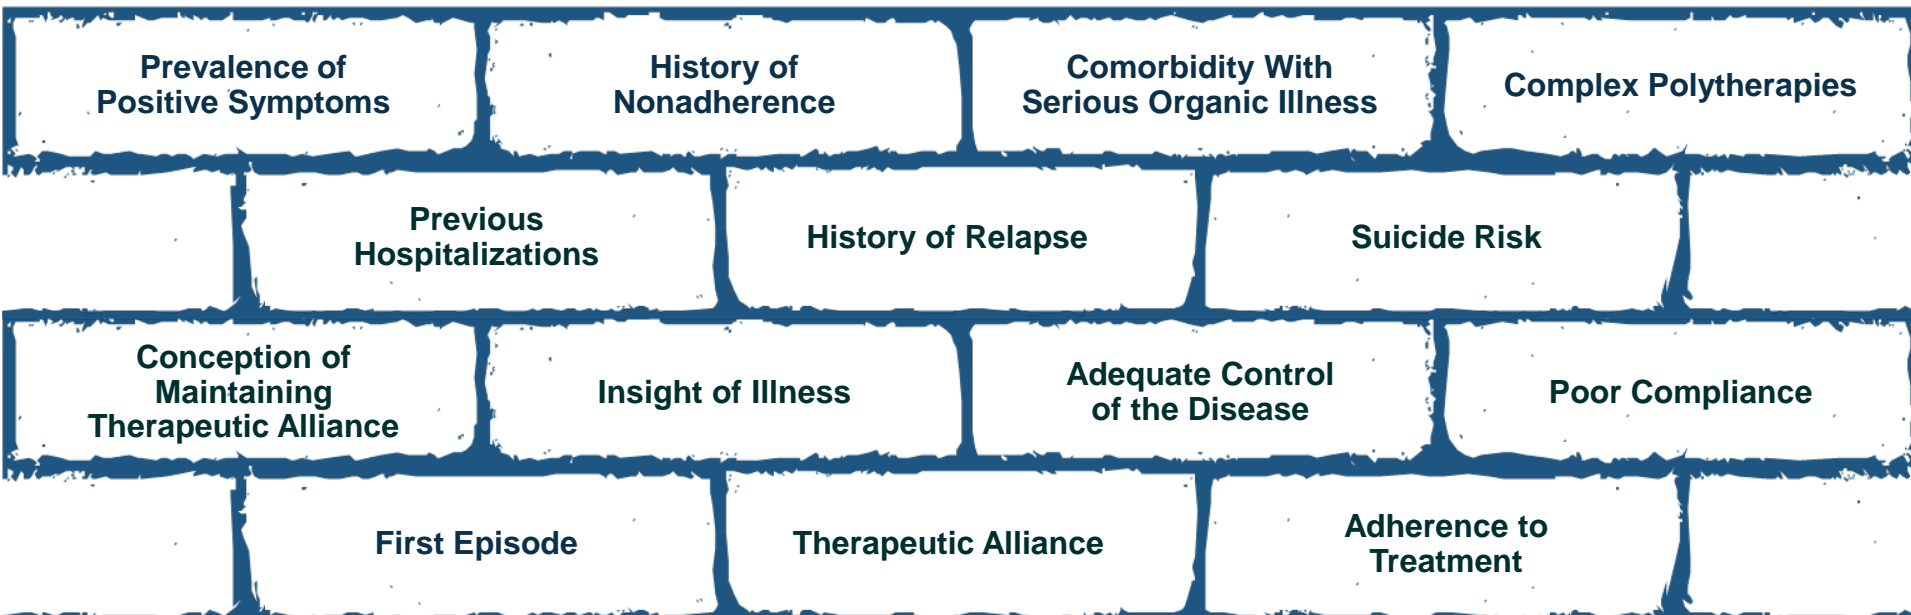 Prevalence of
Positive Symptoms
History of
Nonadherence
Comorbidity With
Serious Organic Illness
Complex Polytherapies
Previous
Hospitalizations
History of Relapse
Suicide Risk
Conception of
Maintaining
Therapeutic Alliance
Insight of Illness
Adequate Control
of the Disease
Poor Compliance
First Episode
Therapeutic Alliance
Adherence to
Treatment